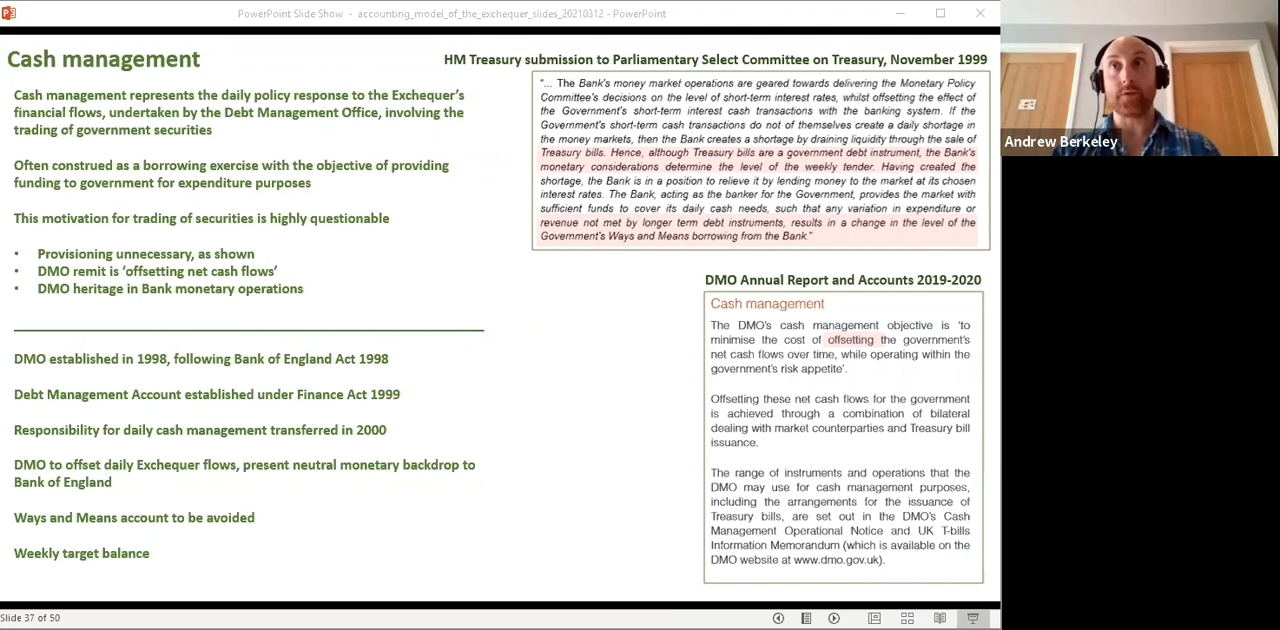 PowerPoint Slide Show - accounting_model_of_the_exchequer_slides_20210312 - PowerPoint
Cash management
Cash management represents the daily policy response to the Exchequer's
financial flows, undertaken by the Debt Management Office, involving the
trading of government securities
Often construed as a borrowing exercise with the objective of providing
funding to government for expenditure purposes
This motivation for trading of securities is highly questionable
• Provisioning unnecessary, as shown
• DMO remit is 'offsetting net cash flows'
• DMO heritage in Bank monetary operations
DMO established in 1998, following Bank of England Act 1998
Debt Management Account established under Finance Act 1999
Responsibility for daily cash management transferred in 2000
DMO to offset daily Exchequer flows, present neutral monetary backdrop to
Bank of England
Ways and Means account to be avoided
Weekly target balance
HM Treasury submission to Parliamentary Select Committee on Treasury, November 1999
"... The Bank's money market operations are geared towards delivering the Monetary Policy
Committee's decisions on the level of short-term interest rates, whilst offsetting the effect of
the Government's short-term interest cash transactions with the banking system. If the
Government's short-term cash transactions do not of themselves create a daily shortage in
the money markets, then the Bank creates a shortage by draining liquidity through the sale of
Treasury bills. Hence, although Treasury bills are a government debt instrument, the Bank's
monetary considerations determine the level of the weekly tender. Having created the
shortage, the Bank is in a position to relieve it by lending money to the market at its chosen
interest rates. The Bank, acting as the banker for the Government, provides the market with
sufficient funds to cover its daily cash needs, such that any variation in expenditure or
revenue not met by longer term debt instruments, results in a change in the level of the
Government's Ways and Means borrowing from the Bank."
DMO Annual Report and Accounts 2019-2020
Cash management
The DMO's cash management objective is 'to
minimise the cost of offsetting the government's
net cash flows over time, while operating within the
government's risk appetite'.
Offsetting these net cash flows for the government
is achieved through a combination of bilateral
dealing with market counterparties and Treasury bill
issuance.
The range of instruments and operations that the
DMO may use for cash management purposes,
including the arrangements for the issuance of
Treasury bills, are set out in the DMO's Cash
Management Operational Notice and UK T-bills
Information Memorandum (which is available on the
DMO website at www.dmo.gov.uk).
Andrew Berkeley
Slide 37 of 50